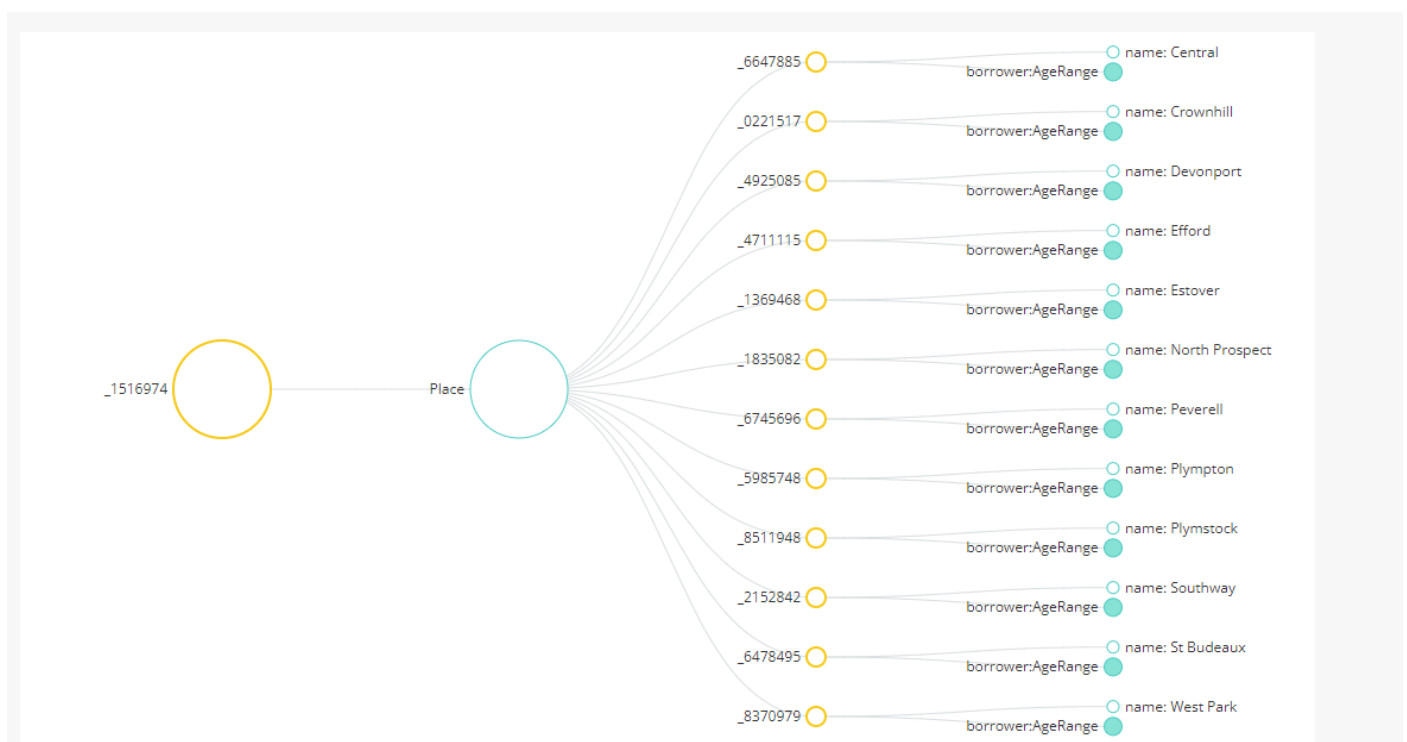 _1516974
Place
_6647885
name: Central
borrower:AgeRange
_0221517
name: Crownhill
borrower:AgeRange
_4925085
name: Devonport
borrower:AgeRange
_4711115
name: Efford
borrower:AgeRange
_1369468
name: Estover
borrower:AgeRange
_1835082
name: North Prospect
borrower:AgeRange
_6745696
name: Peverell
borrower:AgeRange
_5985748
name: Plympton
borrower:AgeRange
_8511948
name: Plymstock
borrower:AgeRange
_2152842
name: Southway
borrower:AgeRange
_6478495
name: St Budeaux
borrower:AgeRange
_8370979
name: West Park
borrower:AgeRange